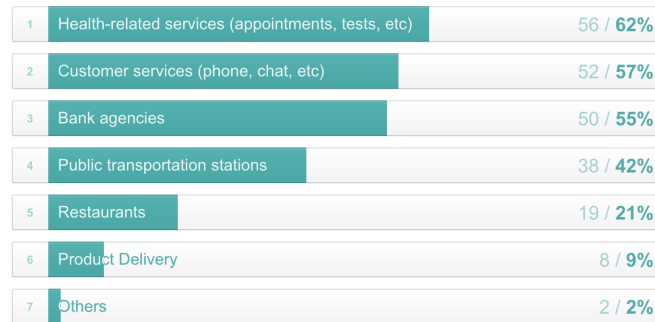 1 Health-related services (appointments, tests, etc) 56 / 62%
2 Customer services (phone, chat, etc) 52 / 57%
3 Bank agencies 50 / 55%
4 Public transportation stations 38 / 42%
5 Restaurants 19 / 21%
6 Product Delivery 8 / 9%
7 Others 2 / 2%